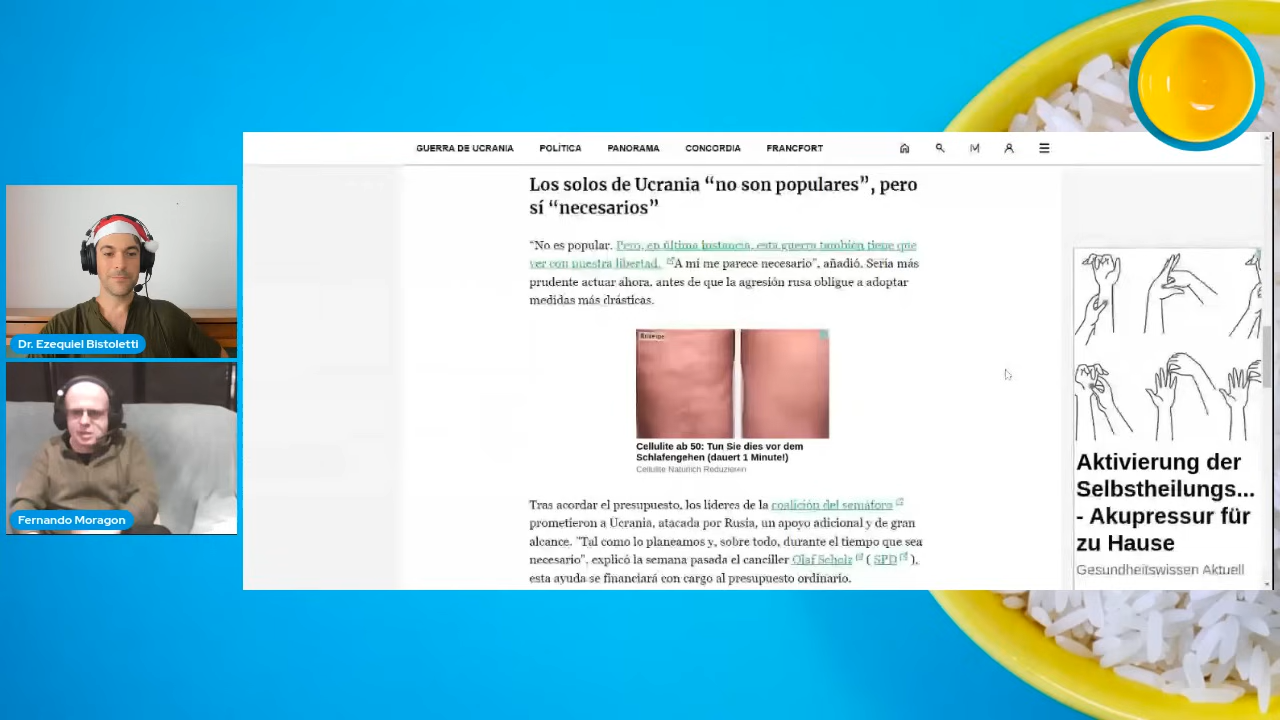 GUERRA DE UCRANIA POLÍTICA PANORAMA CONCORDIA FRANCFORT
Los solos de Ucrania “no son populares”, pero
sí “necesarios”
"No es popular. Pero, en última instancia, esta guerra también tiene que
ver con nuestra libertad. "A mí me parece necesario", añadió. Sería más
prudente actuar ahora, antes de que la agresión rusa obligue a adoptar
medidas más drásticas.
Anzeige
Cellulite ab 50: Tun Sie dies vor dem
Schlafengehen (dauert 1 Minute!)
Cellulite Natürlich Reduzieren
Tras acordar el presupuesto, los líderes de la coalición del semáforo
prometieron a Ucrania, atacada por Rusia, un apoyo adicional y de gran
alcance. "Tal como lo planeamos y, sobre todo, durante el tiempo que sea
necesario", explicó la semana pasada el canciller Olaf Scholz ( SPD ),
esta ayuda se financiará con cargo al presupuesto ordinario.
Aktivierung der
Selbstheilungs...
- Akupressur für
zu Hause
Gesundheitswissen Aktuell
Dr. Ezequiel Bistoletti
Fernando Moragon